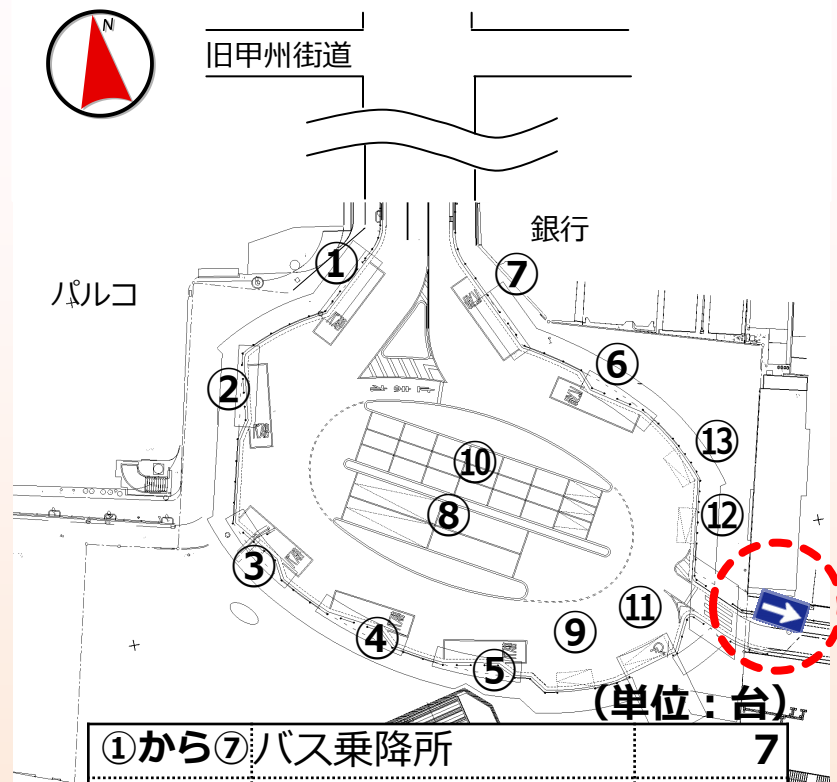 N
旧甲州街道
銀行
パルコ
①
⑦
②
⑥
⑬
⑩
⑧
⑫
③
⑪
④
⑨
⑤
(単位：台)
①から⑦ バス乗降所 7